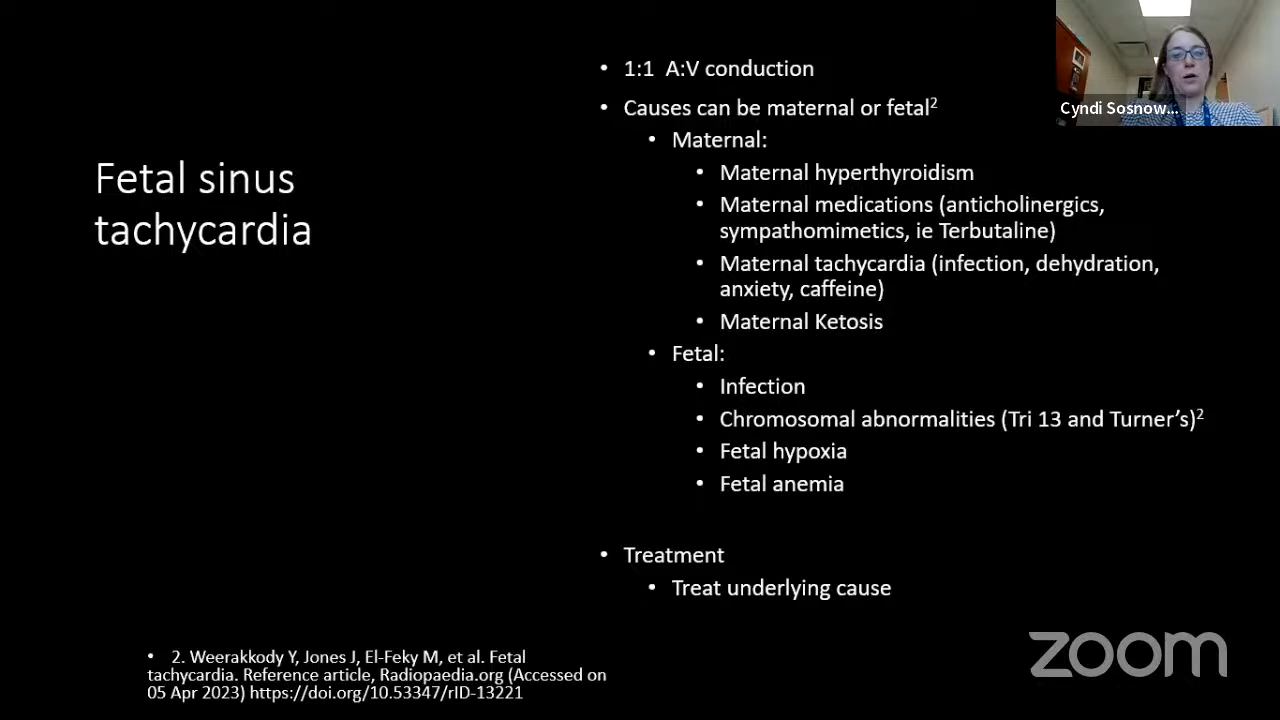 Fetal sinus
tachycardia
• 1:1 A:V conduction
• Causes can be maternal or fetal²
• Maternal:
• Maternal hyperthyroidism
• Maternal medications (anticholinergics,
sympathomimetics, ie Terbutaline)
• Maternal tachycardia (infection, dehydration,
anxiety, caffeine)
• Maternal Ketosis
• Fetal:
• Infection
• Chromosomal abnormalities (Tri 13 and Turner’s)²
• Fetal hypoxia
• Fetal anemia
• Treatment
• Treat underlying cause
• 2. Weerakkody Y, Jones J, El-Feky M, et al. Fetal
tachycardia. Reference article, Radiopaedia.org (Accessed on
05 Apr 2023) https://doi.org/10.53347/rID-13221
Cyndi Sosnow...
zoom